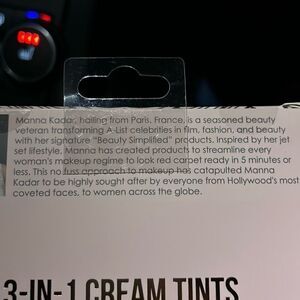 Manna Kadar, hailing from Paris, France, is a seasoned beauty
veteran transforming A-List celebrities in film, fashion, and beauty
with her signature "Beauty Simplified" products. Inspired by her jet
set lifestyle, Manna has created products to streamline every
woman's makeup regime to look red carpet ready in 5 minutes or
less. This no fuss approach to makeup has catapulted Manna
Kadar to be highly sought after by everyone from Hollywood's most
coveted faces, to women across the globe.
3-IN-1 CREAM TINTS